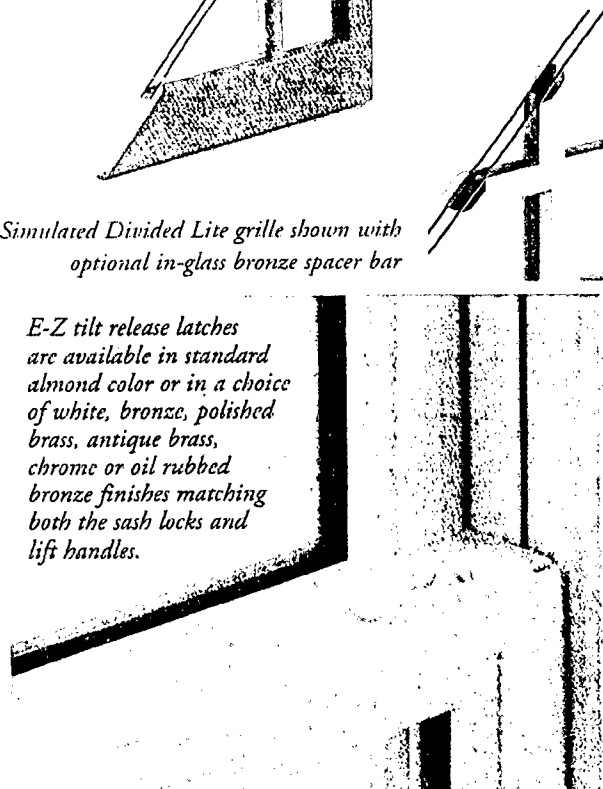 Simulated Divided Lite grille shown with
optional in-glass bronze spacer bar
E-Z tilt release latches
are available in standard
almond color or in a choice
of white, bronze, polished
brass, antique brass,
chrome or oil rubbed
bronze finishes matching
both the sash locks and
lift handles.